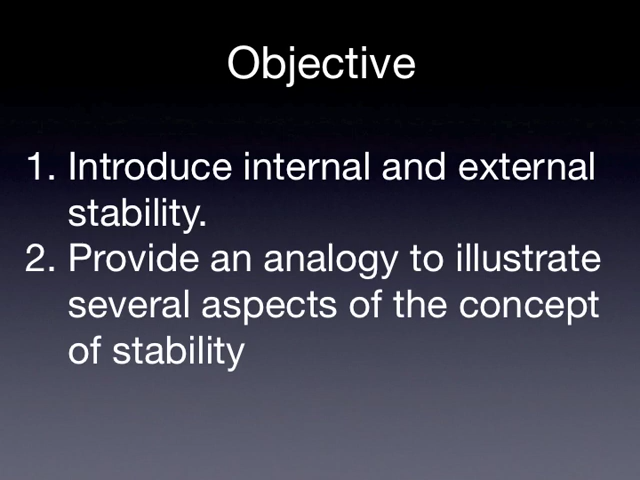 Objective
1. Introduce internal and external
stability.
2. Provide an analogy to illustrate
several aspects of the concept
of stability